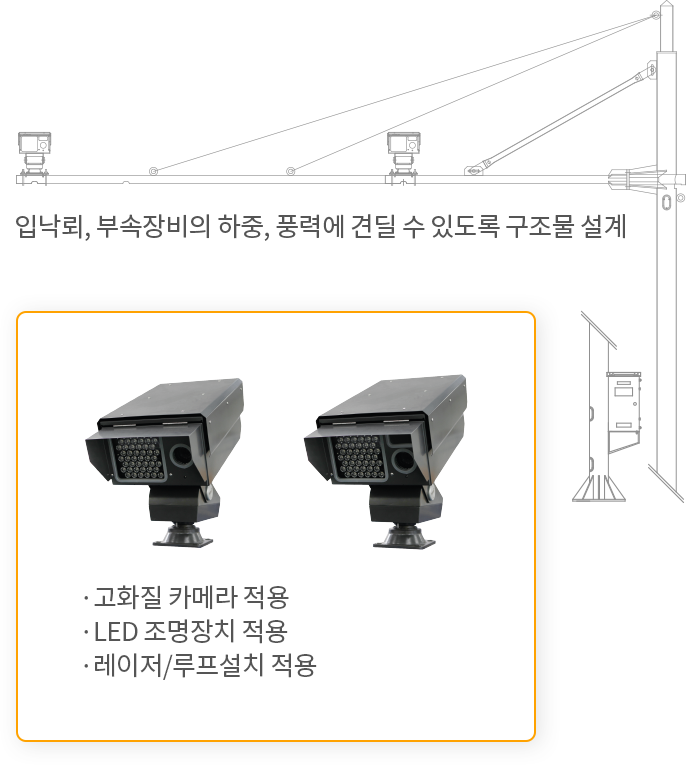 입낙뢰, 부속장비의 하중, 풍력에 견딜 수 있도록 구조물 설계
· 고화질 카메라 적용
· LED 조명장치 적용
· 레이저/루프설치 적용